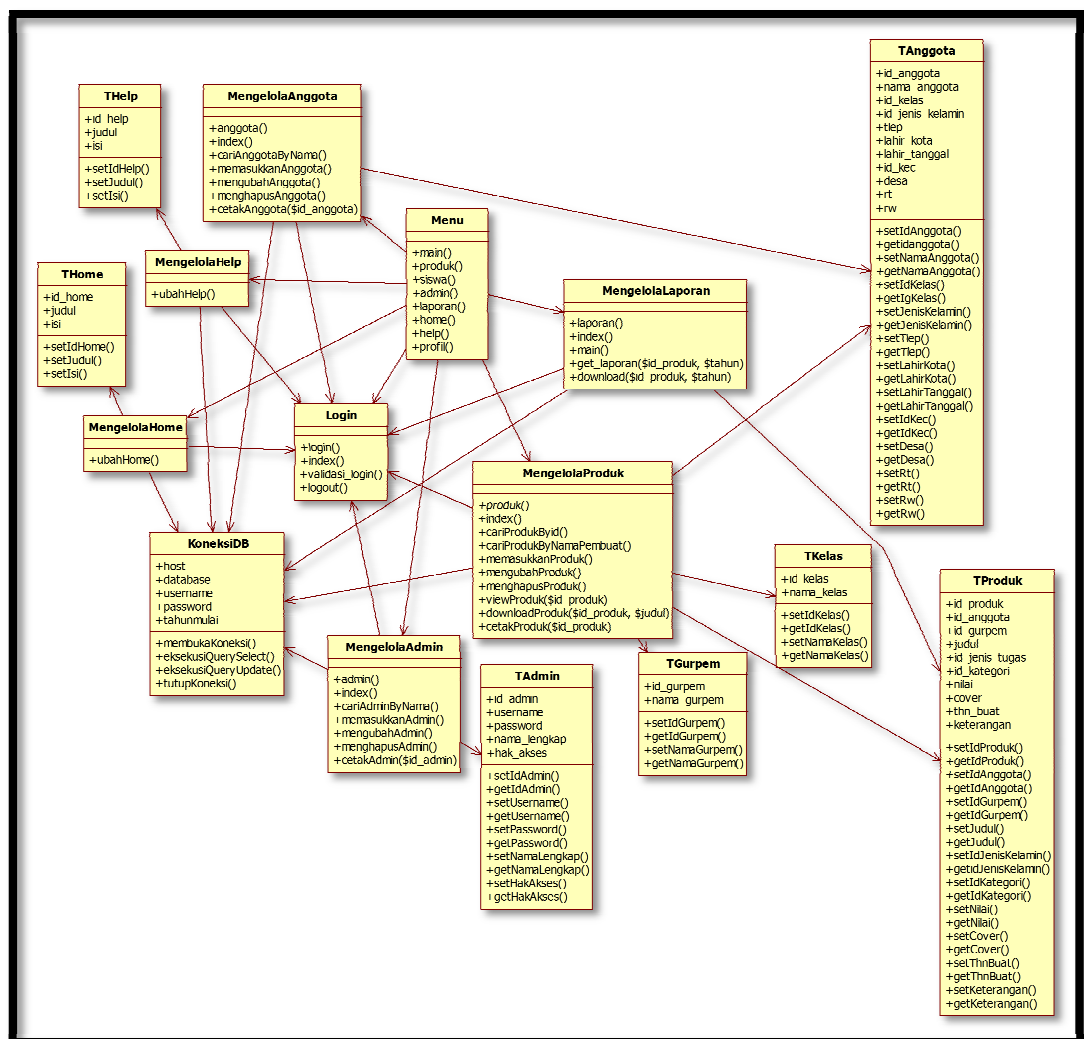 THelp
+id_help
+judul
+isi
+setIdHelp()
+setJudul()
+setIsi()
MengelolaAnggota
+anggota()
+index()
+cariAnggotaByNama()
+memasukkanAnggota()
+mengubahAnggota()
+menghapusAnggota()
+cetakAnggota($id_anggota)
TAnggota
+id_anggota
+nama_anggota
+id_kelas
+id_jenis_kelamin
+tlep
+lahir_kota
+lahir_tanggal
+id_kec
+desa
+rt
+rw
+setIdAnggota()
+getidanggota()
+setNamaAnggota()
+getNamaAnggota()
+setIdKelas()
+getIgKelas()
+setJenisKelamin()
+getJenisKelamin()
+setTlep()
+getTlep()
+setLahirKota()
+getLahirKota()
+setLahirTanggal()
+getLahirTanggal()
+setIdKec()
+getIdKec()
+setDesa()
+getDesa()
+setRt()
+getRt()
+setRw()
+getRw()
Menu
+main()
+produk()
+siswa()
+admin()
+laporan()
+home()
+help()
+profil()
MengelolaHelp
+ubahHelp()
THome
+id_home
+judul
+isi
+setIdHome()
+setJudul()
+setIsi()
MengelolaLaporan
+laporan()
+index()
+main()
+get_laporan($id_produk, $tahun)
+download($id_produk, $tahun)
MengelolaHome
+ubahHome()
Login
+login()
+index()
+validasi_login()
+logout()
MengelolaProduk
+produk()
+index()
+cariProdukByid()
+cariProdukByNamaPembuat()
+memasukkanProduk()
+mengubahProduk()
+menghapusProduk()
+viewProduk($id_produk)
+downloadProduk($id_produk, $judul)
+cetakProduk($id_produk)
KoneksiDB
+host
+database
+username
+password
+tahunmulai
+membukaKoneksi()
+eksekusiQuerySelect()
+eksekusiQueryUpdate()
+tutupKoneksi()
TKelas
+id_kelas
+nama_kelas
+setIdKelas()
+getIdKelas()
+setNamaKelas()
+getNamaKelas()
TProduk
+id_produk
+id_anggota
+id_gurpem
+judul
+id_jenis_tugas
+id_kategori
+nilai
+cover
+thn_buat
+keterangan
+setIdProduk()
+getIdProduk()
+setIdAnggota()
+getIdAnggota()
+setIdGurpem()
+getIdGurpem()
+setJudul()
+getJudul()
+setIdJenisKelamin()
+getidJenisKelamin()
+setIdKategori()
+getIdKategori()
+setNilai()
+getNilai()
+setCover()
+getCover()
+setThnBuat()
+getThnBuat()
+setKeterangan()
+getKeterangan()
MengelolaAdmin
+admin()
+index()
+cariAdminByNama()
+memasukkanAdmin()
+mengubahAdmin()
+menghapusAdmin()
+cetakAdmin($id_admin)
TAdmin
+id_admin
+username
+password
+nama_lengkap
+hak_akses
+setIdAdmin()
+getIdAdmin()
+setUsername()
+getUsername()
+setPassword()
+getPassword()
+setNamaLengkap()
+getNamaLengkap()
+setHakAkses()
+getHakAkses()
TGurpem
+id_gurpem
+nama_gurpem
+setIdGurpem()
+getIdGurpem()
+setNamaGurpem()
+getNamaGurpem()